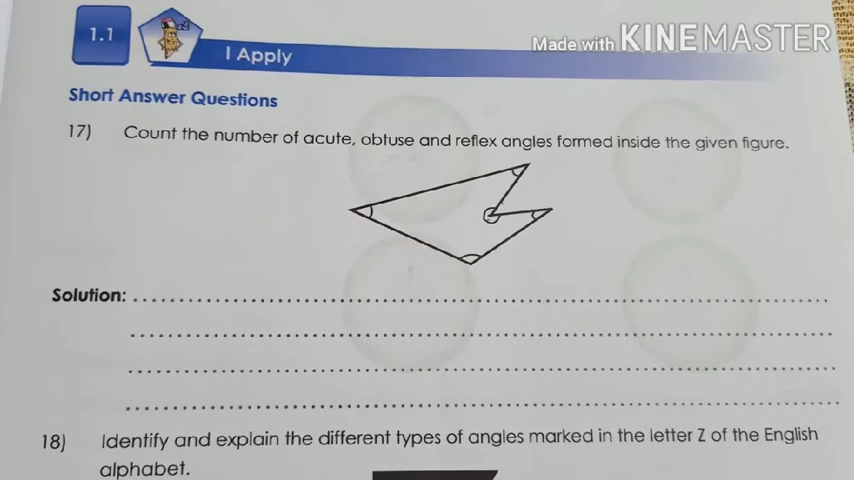 1.1
Made with KINEMASTER
I Apply
Short Answer Questions
17) Count the number of acute, obtuse and reflex angles formed inside the given figure.
Solution:
18) Identify and explain the different types of angles marked in the letter Z of the English
alphabet.